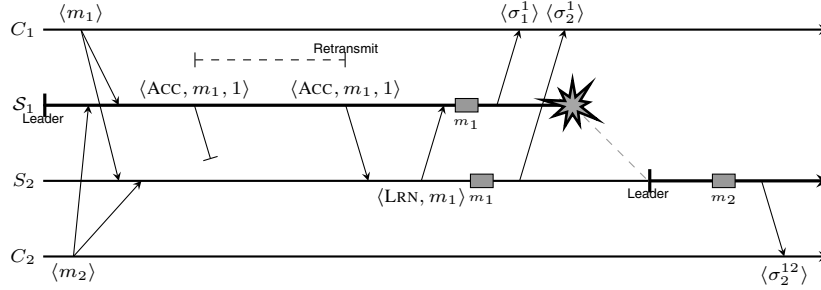 ⟨m₁⟩ ⟨σ₁¹⟩ ⟨σ₂¹⟩
C₁
Retransmit
⟨ACC, m₁, 1⟩ ⟨ACC, m₁, 1⟩
S₁
Leader m₁
S₂
⟨LRN, m₁⟩ m₁ Leader m₂
C₂
⟨m₂⟩ ⟨σ₂¹²⟩